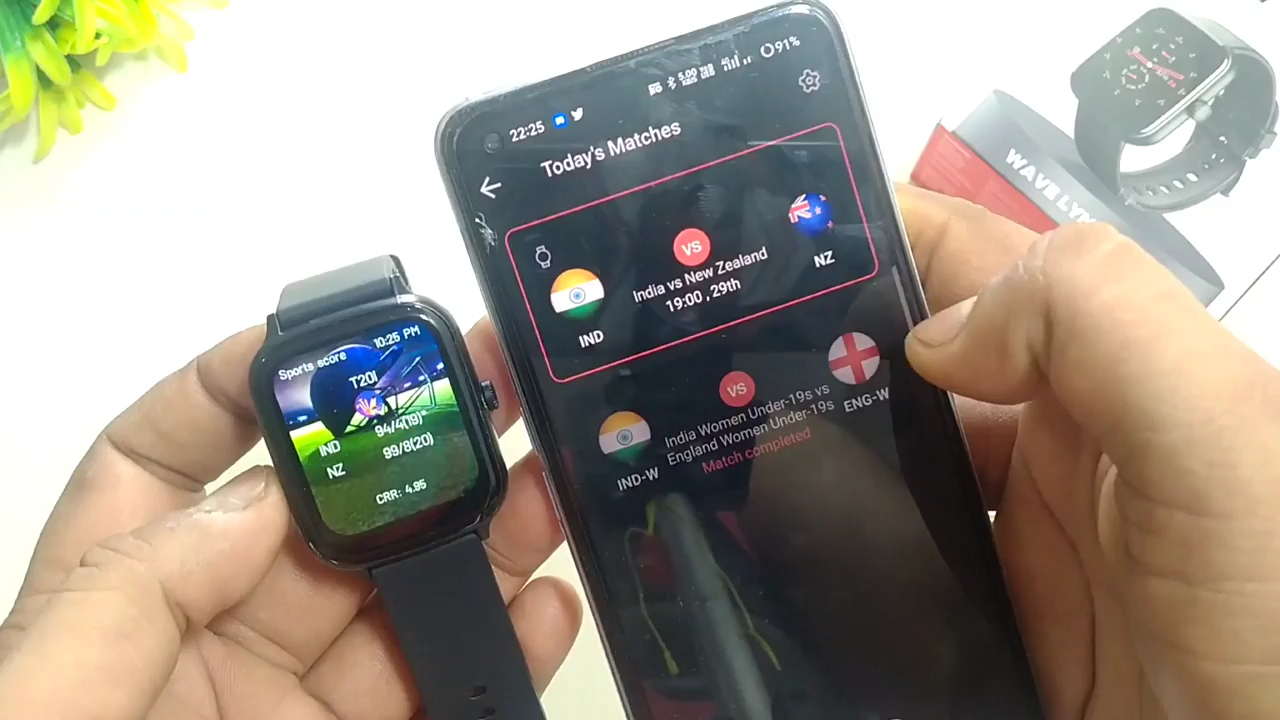 22:25
5.00
91%
Today's Matches
VS
India vs New Zealand
19:00 , 29th
IND
NZ
VS
India Women Under-19s vs
England Women Under-19s
Match completed
IND-W
ENG-W
Sports score
10:25 PM
T20I
IND 94/4(19)*
NZ 99/8(20)
CRR: 4.95
WAVE